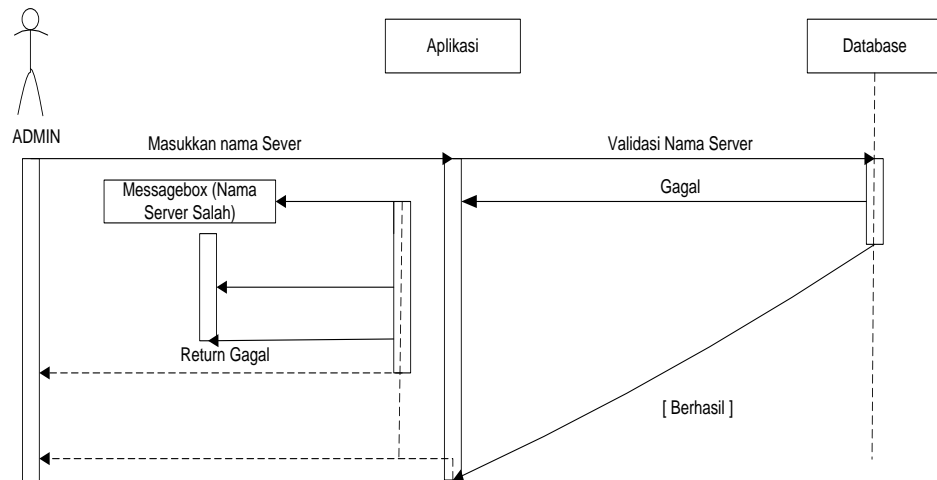 Aplikasi
Database
ADMIN
Masukkan nama Sever
Validasi Nama Server
Messagebox (Nama
Server Salah)
Gagal
Return Gagal
[ Berhasil ]